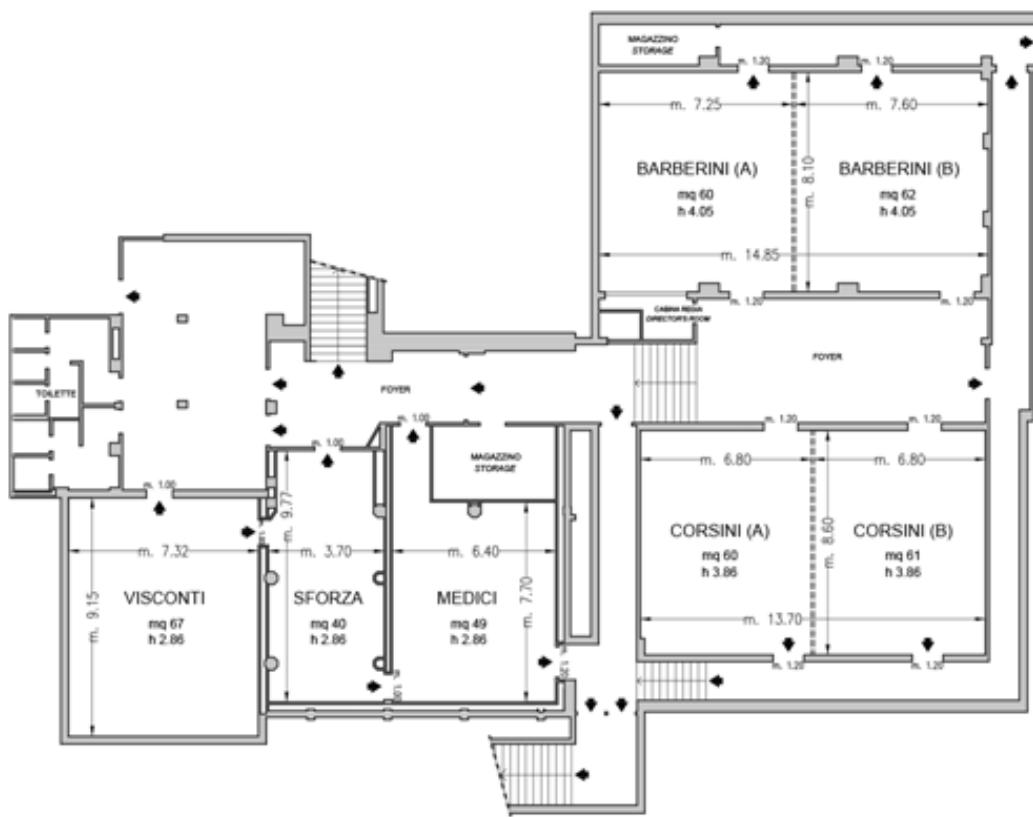 MAGAZZINO
STORAGE
m. 1.20
m. 1.20
m. 7.25
m. 7.60
BARBERINI (A)
mq 60
h 4.05
m. 8.10
BARBERINI (B)
mq 62
h 4.05
m. 14.85
m. 1.20
m. 1.20
CABINA REGIA
DIRECTOR'S ROOM
FOYER
TOILETTE
FOYER
m. 1.00
m. 1.00
m. 1.20
m. 1.20
MAGAZZINO
STORAGE
m. 6.80
m. 6.80
m. 1.00
m. 9.77
m. 7.32
m. 3.70
m. 6.40
CORSINI (A)
mq 60
h 3.86
m. 8.60
CORSINI (B)
mq 61
h 3.86
m. 9.15
VISCONTI
mq 67
h 2.86
SFORZA
mq 40
h 2.86
MEDICI
mq 49
h 2.86
m. 7.70
m. 13.70
m. 1.00
m. 1.20
m. 1.20
m. 1.20